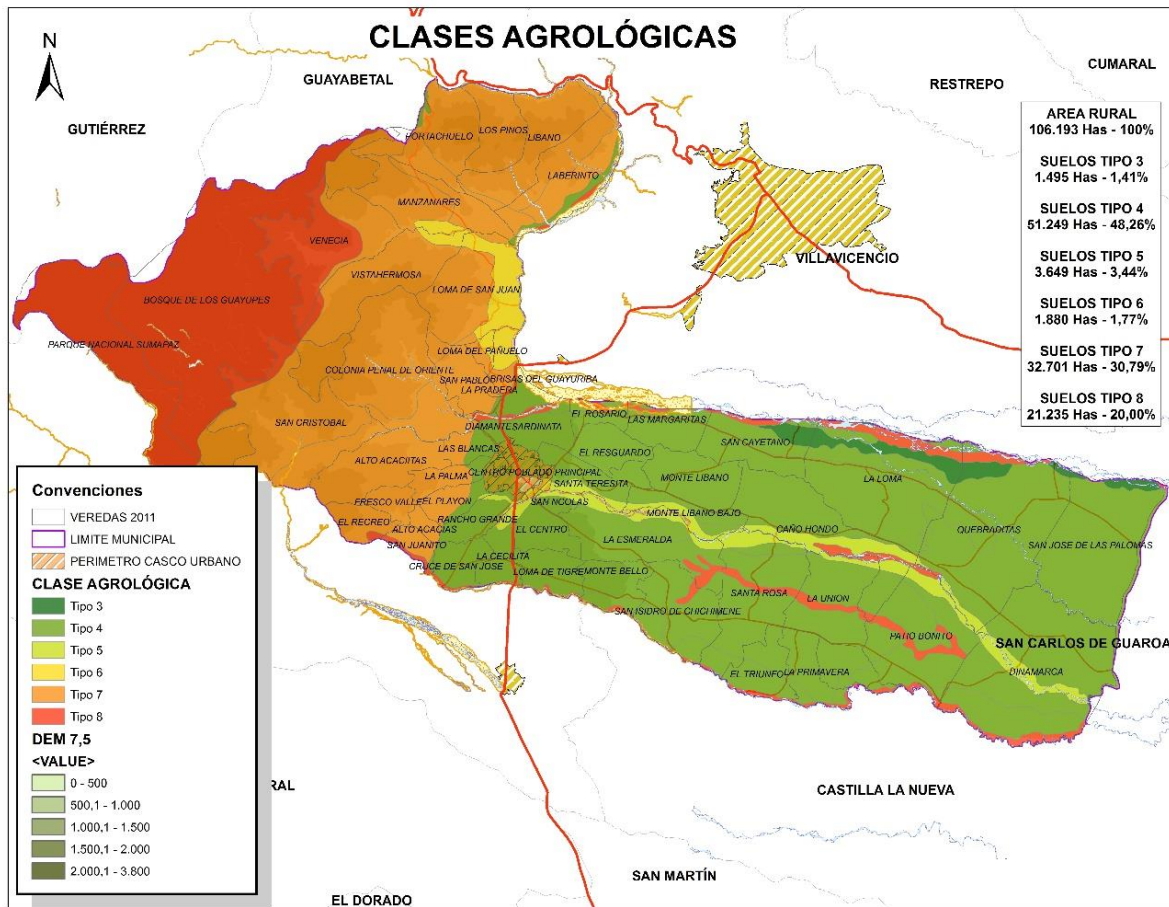 CLASES AGROLÓGICAS
N
GUAYABETAL
GUTIÉRREZ
RESTREPO
CUMARAL
AREA RURAL
106.193 Has - 100%
SUELOS TIPO 3
1.495 Has - 1,41%
SUELOS TIPO 4
51.249 Has - 48,26%
SUELOS TIPO 5
3.649 Has - 3,44%
SUELOS TIPO 6
1.880 Has - 1,77%
SUELOS TIPO 7
32.701 Has - 30,79%
SUELOS TIPO 8
21.235 Has - 20,00%
PORTACHUELO
LOS PINOS
LIBANO
LABERINTO
MANZANARES
VENECIA
VISTAHERMOSA
VILLAVICENCIO
LOMA DE SAN JUAN
BOSQUE DE LOS GUAYUPES
PARQUE NACIONAL SUMAPAZ
LOMA DEL PAÑUELO
COLONIA PENAL DE ORIENTE
SAN PABLO
BRISAS DEL GUAYURIBA
LA PRADERA
EL ROSARIO
LAS MARGARITAS
SAN CRISTOBAL
DIAMANTE
SARDINATA
SAN CAYETANO
LAS BLANCAS
EL RESGUARDO
ALTO ACACIITAS
CENTRO POBLADO PRINCIPAL
LA PALMA
SANTA TERESITA
MONTE LIBANO
LA LOMA
FRESCO VALLE
EL PLAYON
SAN NCOLAS
MONTE LIBANO BAJO
EL RECREO
ALTO ACACIAS
RANCHO GRANDE
EL CENTRO
CAÑO HONDO
QUEBRADITAS
SAN JUANITO
LA ESMERALDA
SAN JOSE DE LAS PALOMAS
LA CECILITA
CRUCE DE SAN JOSE
LOMA DE TIGRE
MONTE BELLO
SANTA ROSA
LA UNION
SAN ISIDRO DE CHICHIMENE
PATIO BONITO
SAN CARLOS DE GUAROA
EL TRIUNFO
LA PRIMAVERA
DINAMARCA
Convenciones
VEREDAS 2011
LIMITE MUNICIPAL
PERIMETRO CASCO URBANO
CLASE AGROLÓGICA
Tipo 3
Tipo 4
Tipo 5
Tipo 6
Tipo 7
Tipo 8
DEM 7,5
<VALUE>
0 - 500
500,1 - 1.000
1.000,1 - 1.500
1.500,1 - 2.000
2.000,1 - 3.800
RAL
CASTILLA LA NUEVA
SAN MARTÍN
EL DORADO